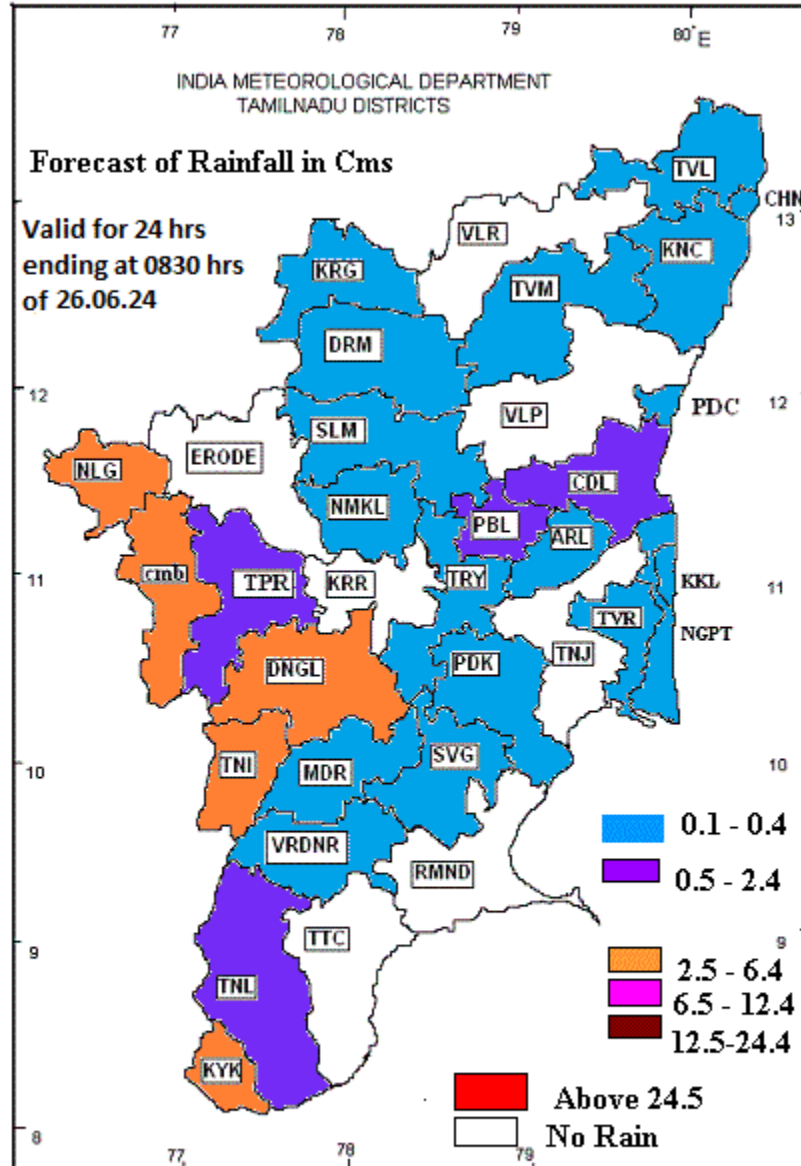 77 78 79 80°E
INDIA METEOROLOGICAL DEPARTMENT
TAMILNADU DISTRICTS
Forecast of Rainfall in Cms
TVL
CHN
13
Valid for 24 hrs
ending at 0830 hrs
of 26.06.24
VLR
KNC
KRG
TVM
DRM
12
12
PDC
VLP
SLM
ERODE
NLG
CDL
NMKL
PBL
ARL
11
cmb
TPR
KRR
TRY
KKL
11
TVR
NGPT
DNGL
PDK
TNJ
10
TNI
MDR
SVG
10
0.1 - 0.4
VRDNR
RMND
0.5 - 2.4
9
TTC
9
TNL
2.5 - 6.4
6.5 - 12.4
12.5-24.4
KYK
Above 24.5
No Rain
8
77 78 79